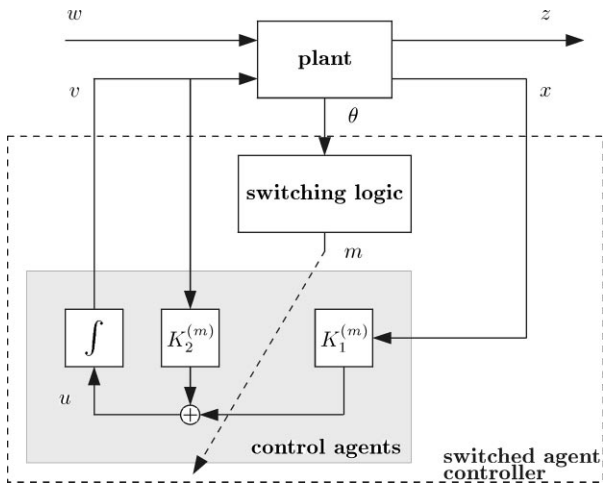 w
z
plant
v
x
θ
switching logic
m
∫
K_2^{(m)}
K_1^{(m)}
u
+
control agents
switched agent
controller